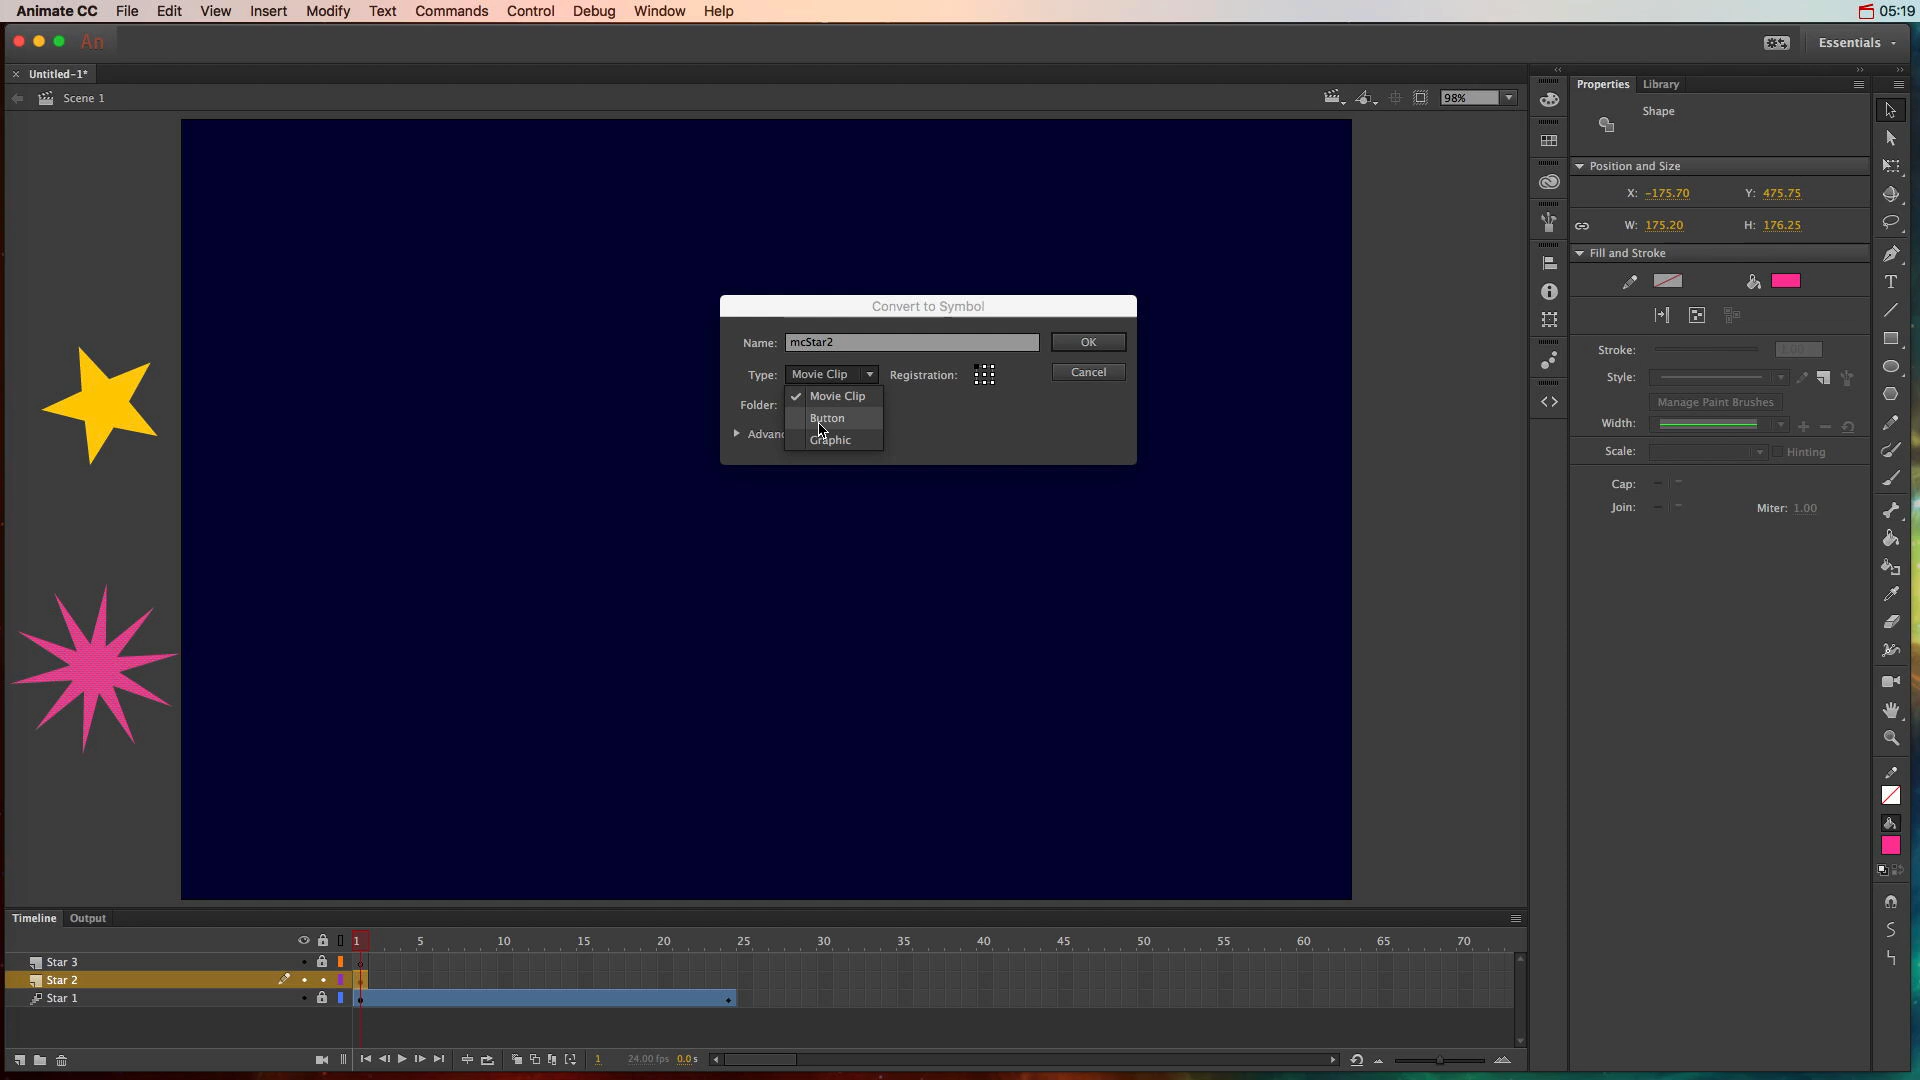 Animate CC File Edit View Insert Modify Text Commands Control Debug Window Help 05:19
An Essentials
Untitled-1*
Scene 1 98%
Properties Library
Shape
Position and Size
X: -175.70 Y: 475.75
W: 175.20 H: 176.25
Fill and Stroke
Stroke: 1.00
Style:
Manage Paint Brushes
Width:
Scale: Hinting
Cap:
Join: Miter: 1.00
Convert to Symbol
Name: mcStar2 OK
Type: Movie Clip Registration: Cancel
Folder: Movie Clip
Button
Advanc Graphic
Timeline Output
1 5 10 15 20 25 30 35 40 45 50 55 60 65 70
Star 3
Star 2
Star 1
1 24.00 fps 0.0 s